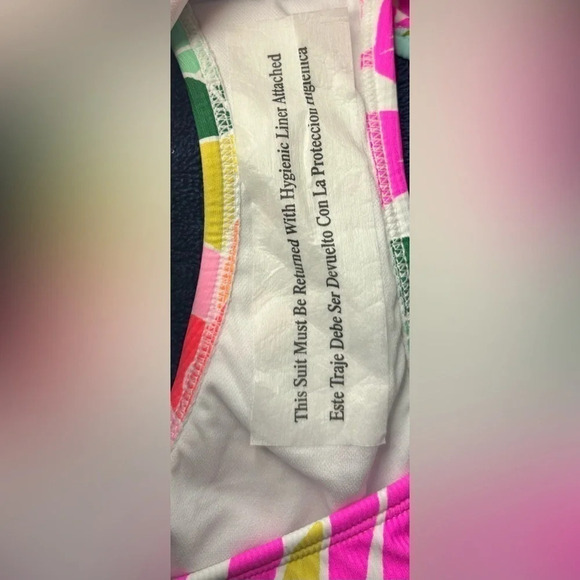 This Suit Must Be Returned With Hygienic Liner Attached
Este Traje Debe Ser Devuelto Con La Proteccion Higienica